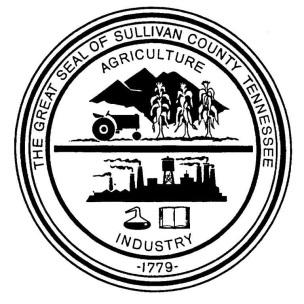 THE GREAT SEAL OF SULLIVAN COUNTY TENNESSEE
AGRICULTURE
INDUSTRY
-1779-